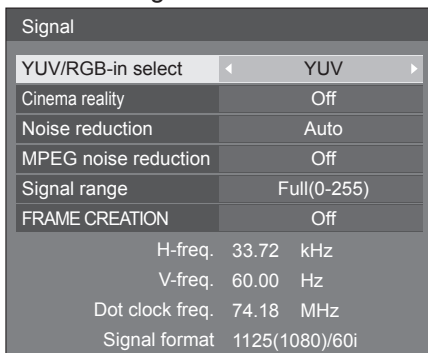 Signal
YUV/RGB-in select YUV
Cinema reality Off
Noise reduction Auto
MPEG noise reduction Off
Signal range Full(0-255)
FRAME CREATION Off
H-freq. 33.72 kHz
V-freq. 60.00 Hz
Dot clock freq. 74.18 MHz
Signal format 1125(1080)/60i